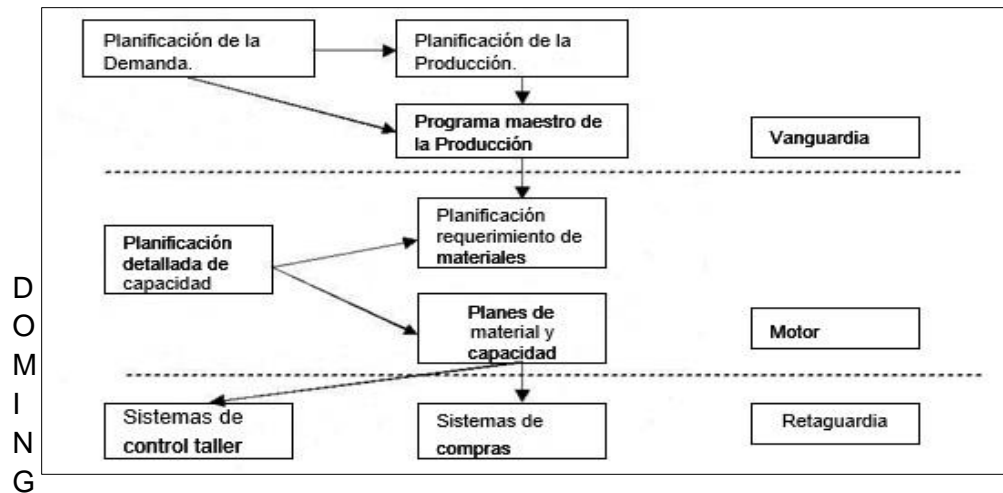 Planificación de la
Demanda.
Planificación de la
Producción.
Programa maestro de
la Producción
Vanguardia
Planificación
detallada de
capacidad
Planificación
requerimiento de
materiales
Planes de
material y
capacidad
Motor
Sistemas de
control taller
Sistemas de
compras
Retaguardia
D
O
M
I
N
G